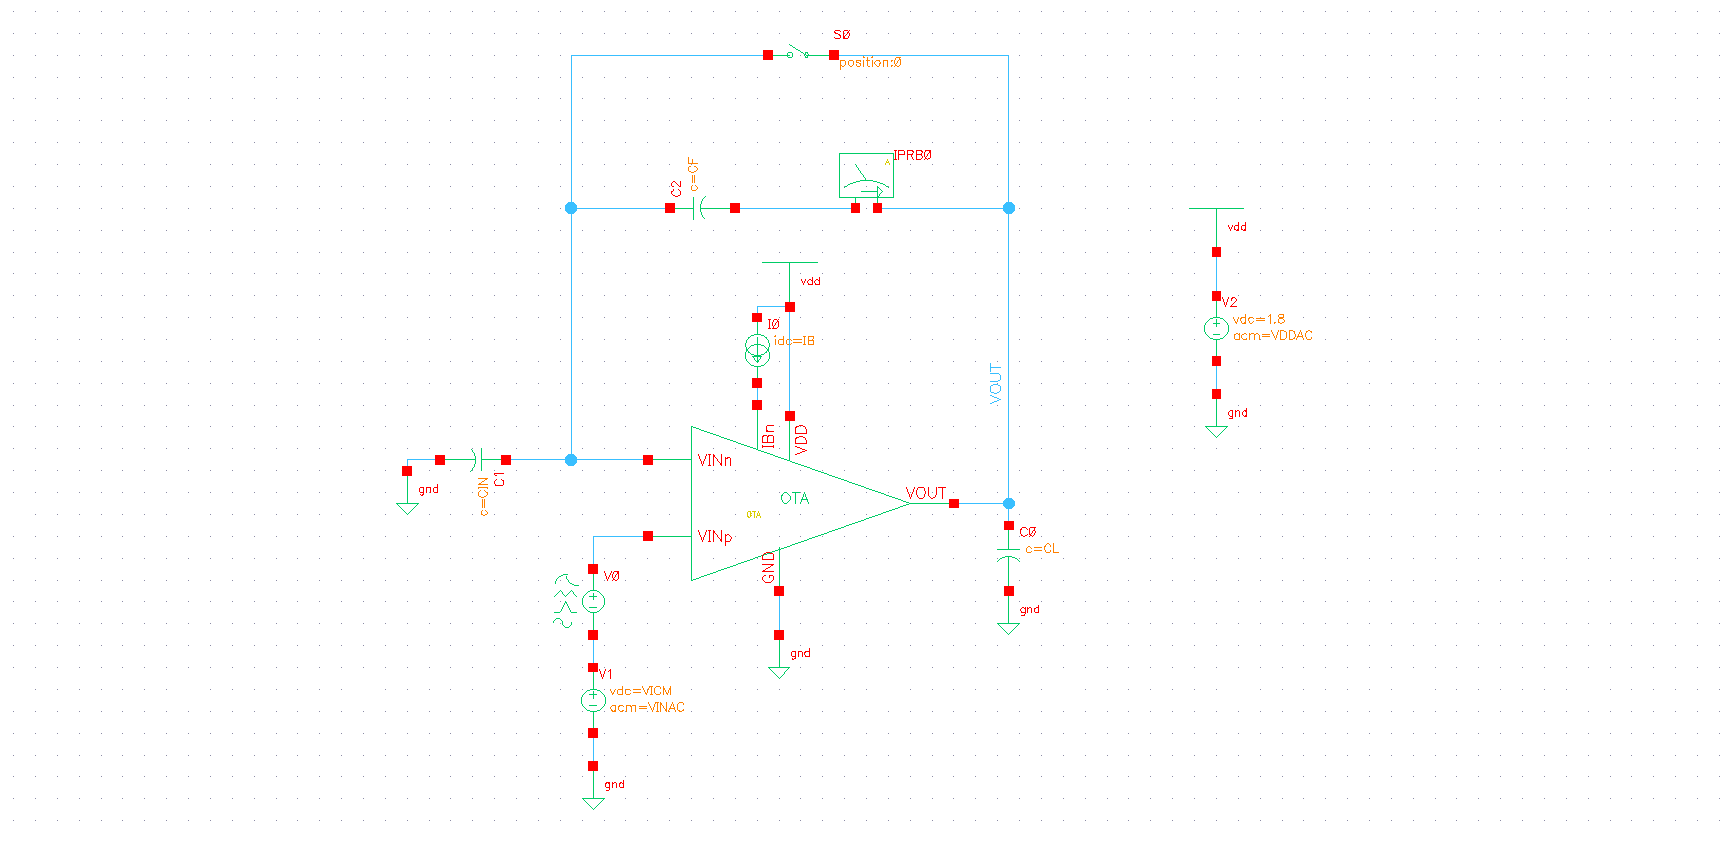 S0
position:0
IPRB0
A
C2
c=CF
vdd
vdd
V2
vdc=1.8
acm=VDDAC
gnd
I0
idc=IB
VOUT
IBn
VDD
VINn
gnd
c=CIN
C1
OTA
OTA
VOUT
VINp
GND
C0
c=CL
gnd
V0
gnd
V1
vdc=VICM
acm=VINAC
gnd